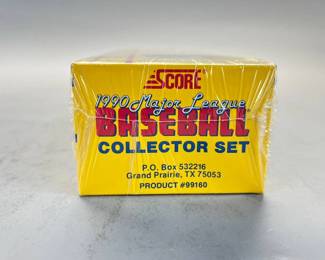 SCORE
1990 Major League
BASEBALL
COLLECTOR SET
P.O. Box 532216
Grand Prairie, TX 75053
PRODUCT #99160